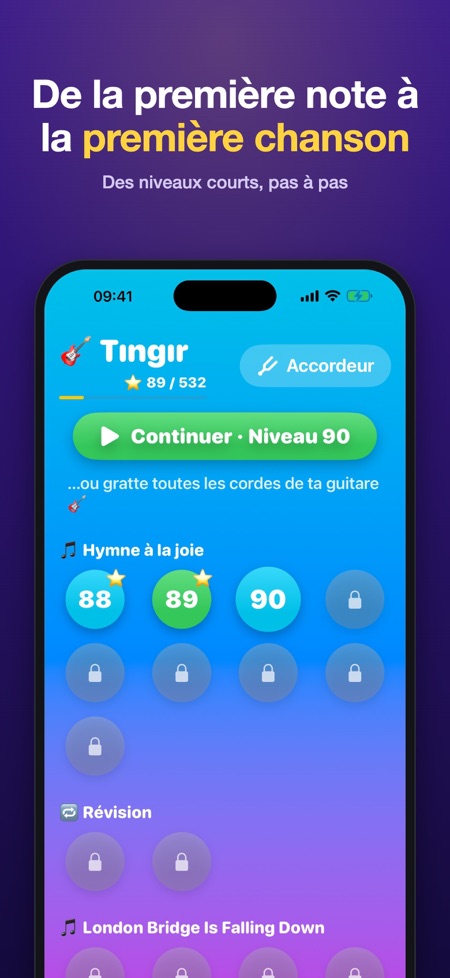 De la première note à
la première chanson
Des niveaux courts, pas à pas
09:41
Tıngır
89 / 532
Accordeur
Continuer · Niveau 90
...ou gratte toutes les cordes de ta guitare
Hymne à la joie
88
89
90
Révision
London Bridge Is Falling Down